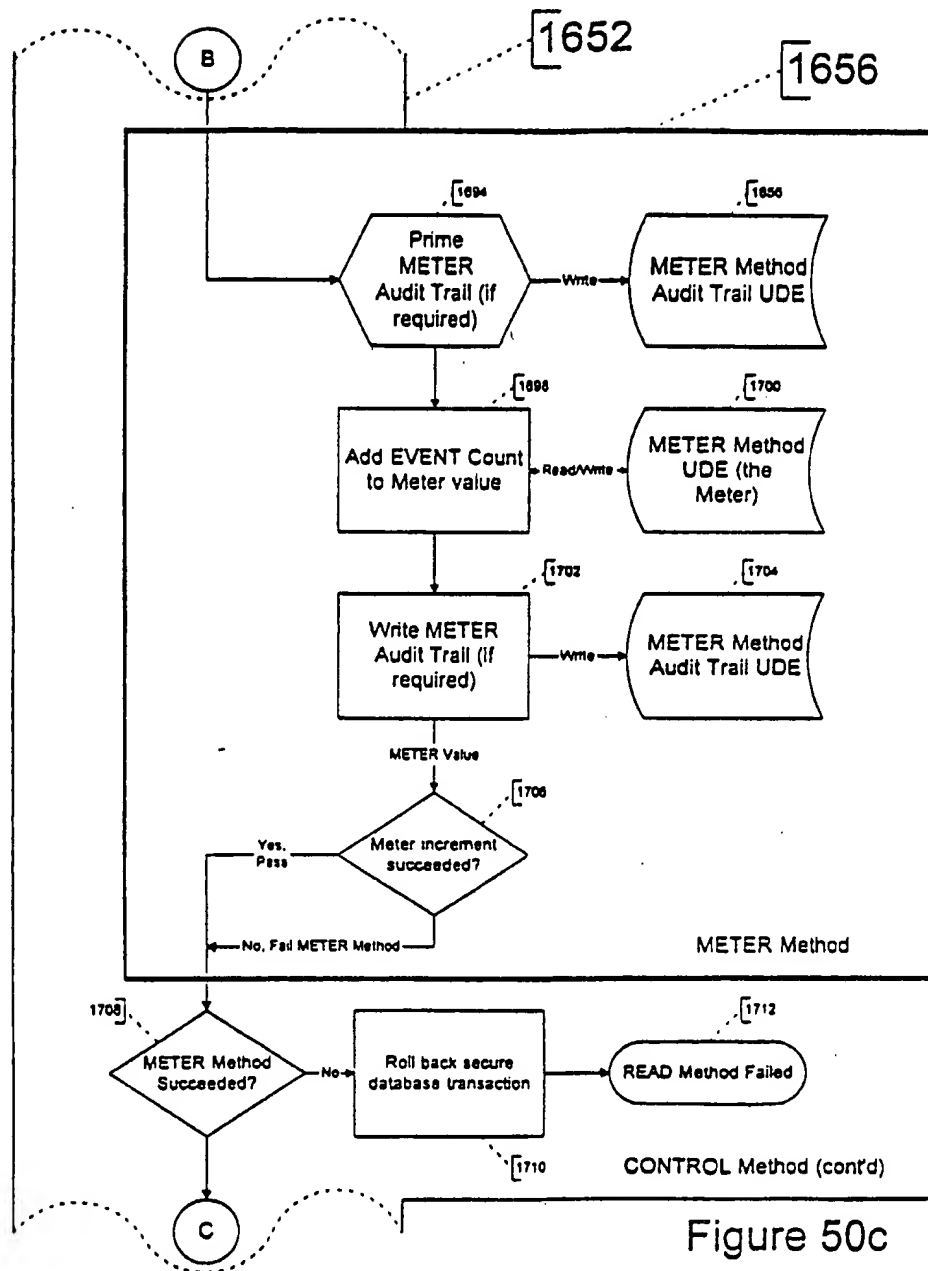 B
1652
1656
1694
Prime
METER
Audit Trail (if
required)
Write
1656
METER Method
Audit Trail UDE
1698
Add EVENT Count
to Meter value
Read/Write
1700
METER Method
UDE (the
Meter)
1702
Write METER
Audit Trail (if
required)
Write
1704
METER Method
Audit Trail UDE
METER Value
1706
Meter increment
succeeded?
Yes,
Pass
No, Fail METER Method
METER Method
1708
METER Method
Succeeded?
No
Roll back secure
database transaction
1710
1712
READ Method Failed
CONTROL Method (cont'd)
C
Figure 50c